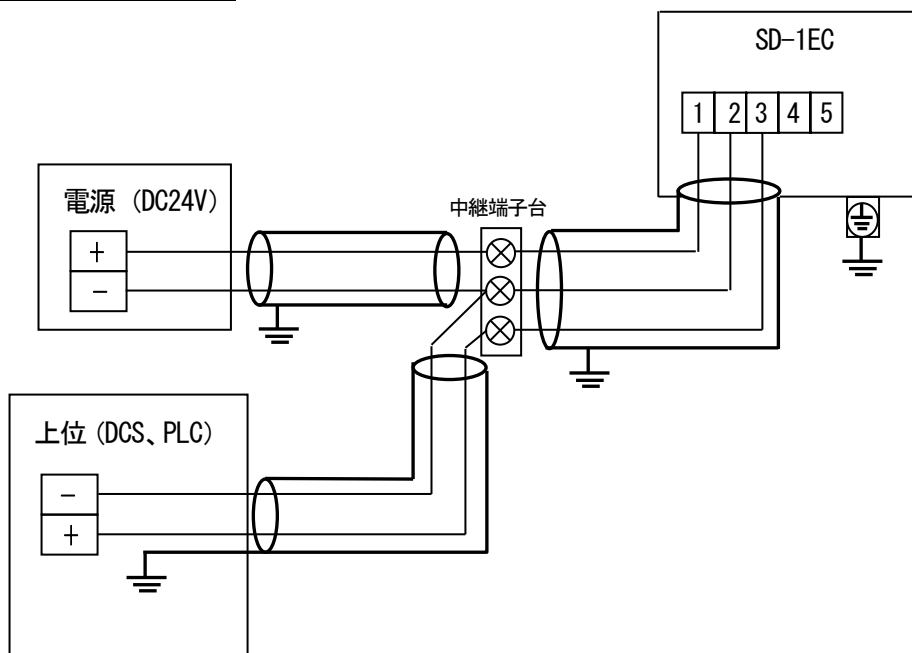 SD-1EC
1 2 3 4 5
電源 (DC24V)
+
-
中継端子台
上位 (DCS、PLC)
-
+